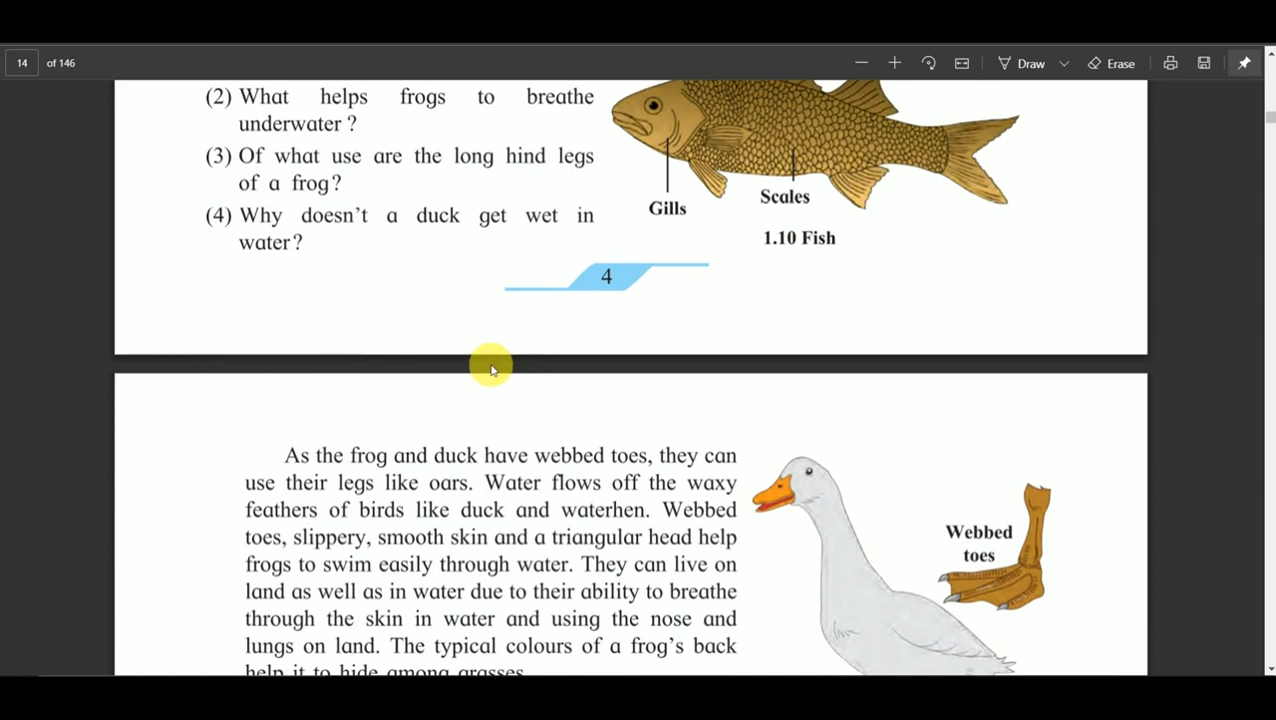 14 of 146
Draw
Erase
(2) What helps frogs to breathe
underwater ?
(3) Of what use are the long hind legs
of a frog?
(4) Why doesn't a duck get wet in
water?
Gills
Scales
1.10 Fish
4
As the frog and duck have webbed toes, they can
use their legs like oars. Water flows off the waxy
feathers of birds like duck and waterhen. Webbed
toes, slippery, smooth skin and a triangular head help
frogs to swim easily through water. They can live on
land as well as in water due to their ability to breathe
through the skin in water and using the nose and
lungs on land. The typical colours of a frog's back
help it to hide among grasses.
Webbed
toes